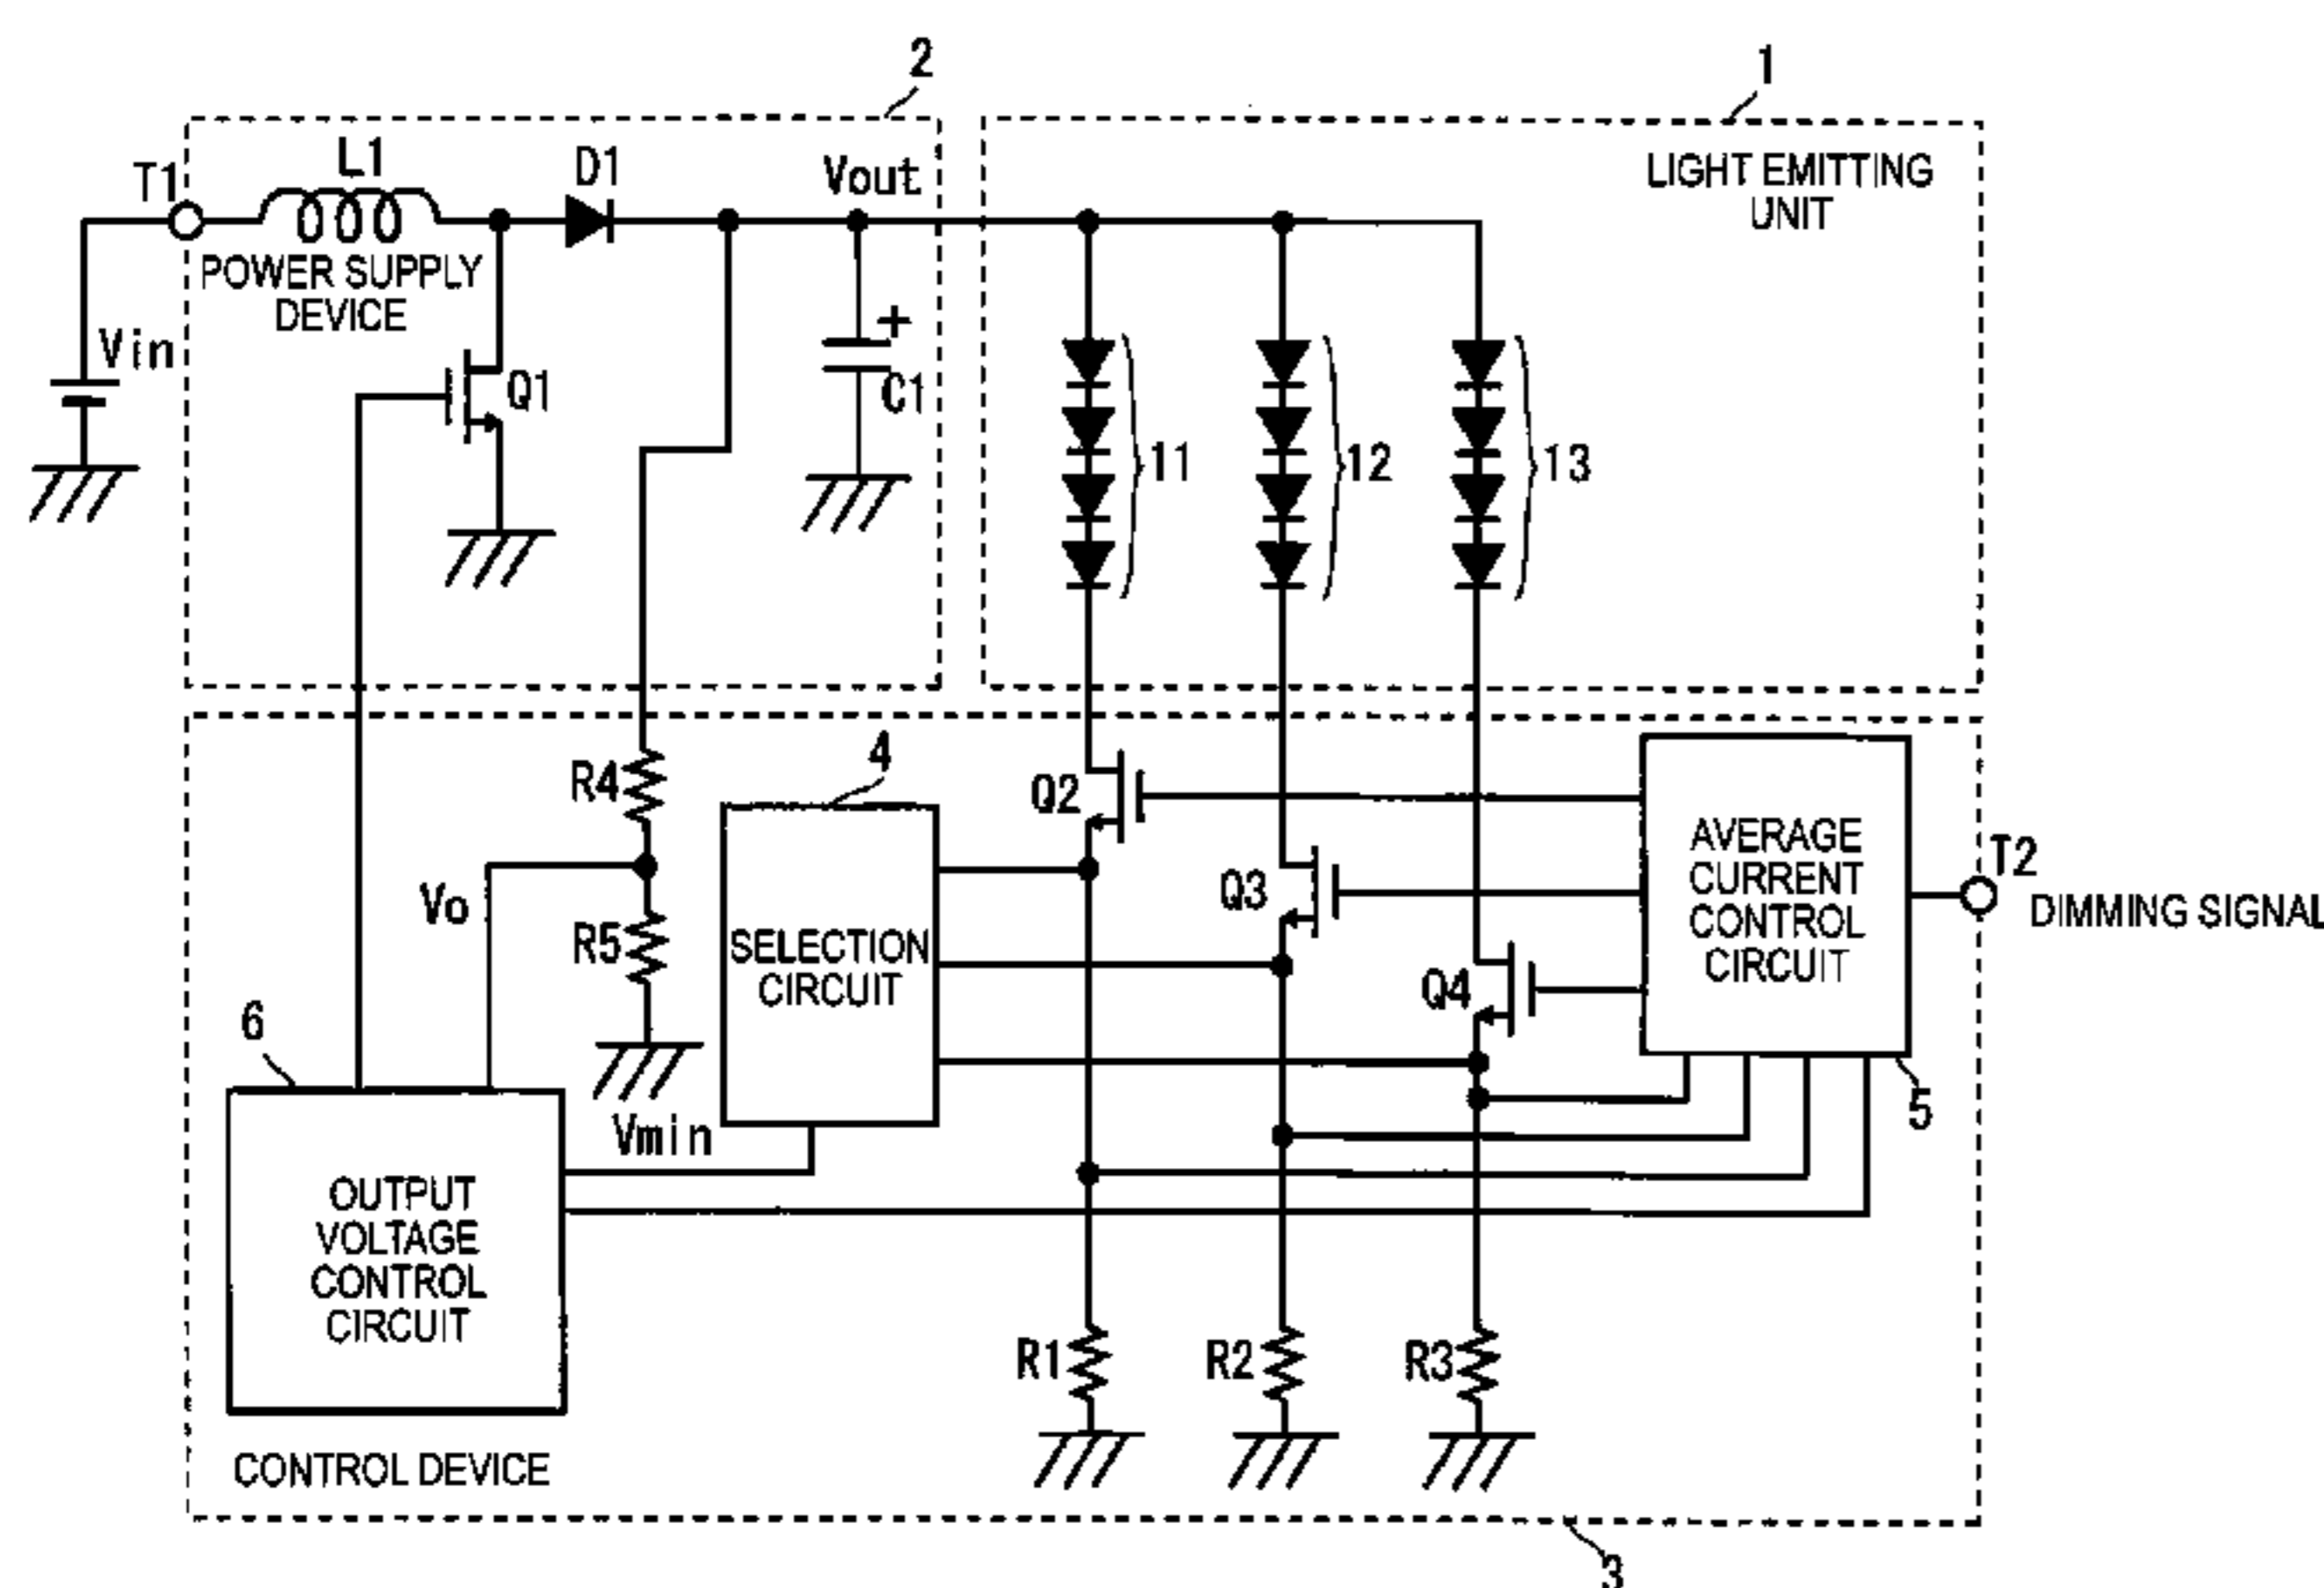 2
1
T1
L1
D1
Vout
LIGHT EMITTING
UNIT
POWER SUPPLY
DEVICE
Vin
Q1
+
C1
11
12
13
R4
4
Q2
AVERAGE
CURRENT
CONTROL
CIRCUIT
T2
DIMMING SIGNAL
Vo
R5
SELECTION
CIRCUIT
Q3
Q4
6
5
Vmin
OUTPUT
VOLTAGE
CONTROL
CIRCUIT
R1
R2
R3
CONTROL DEVICE
3